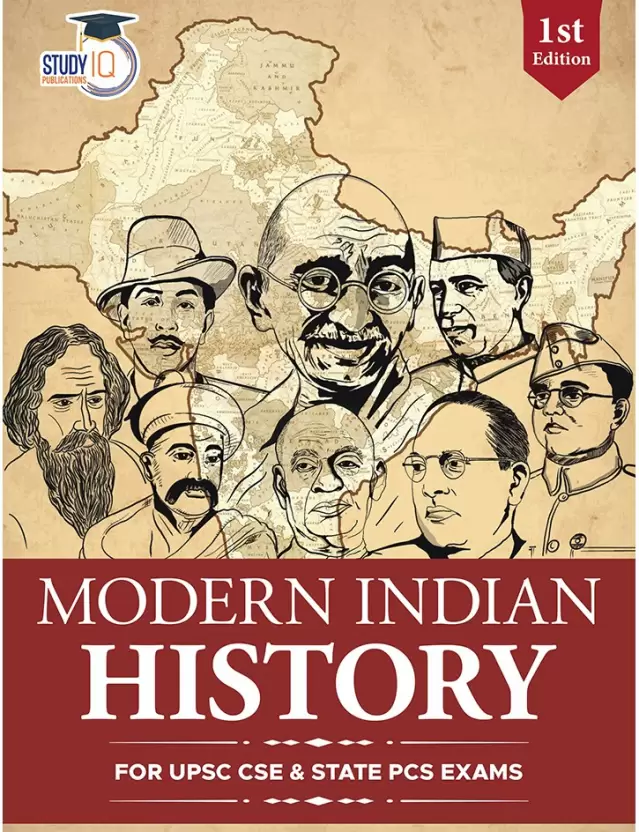 STUDY IQ
PUBLICATIONS
1st
Edition
JAMMU
AND
KASHMIR
MODERN INDIAN
HISTORY
FOR UPSC CSE & STATE PCS EXAMS